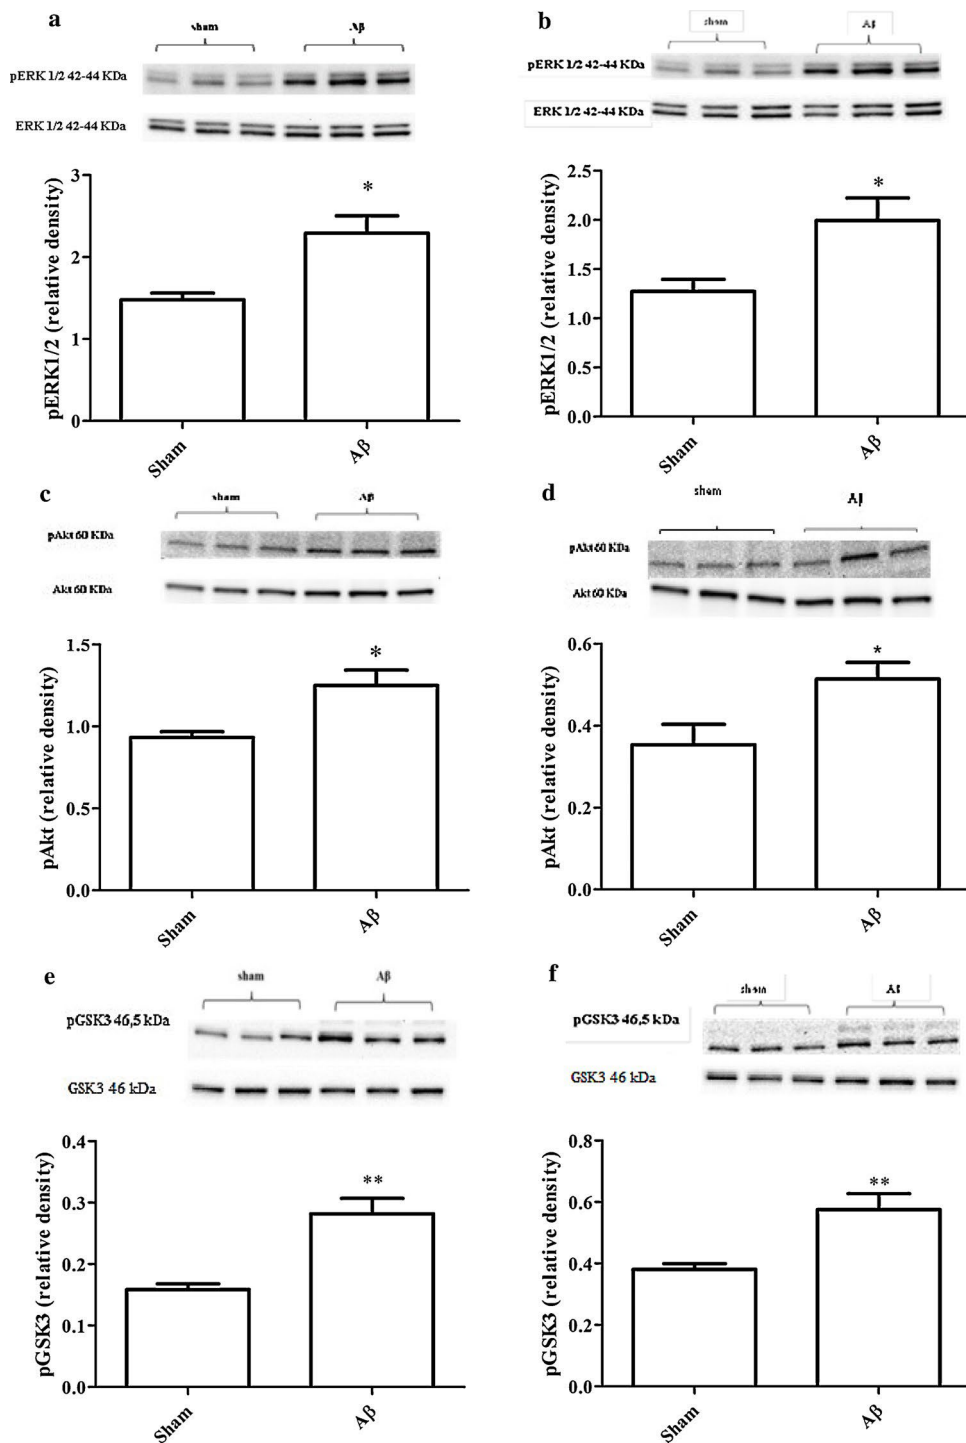 a
sham
Aβ
pERK 1/2 42-44 KDa
ERK 1/2 42-44 KDa
pERK1/2 (relative density)
3
2
1
0
*
Sham
Aβ
b
sham
Aβ
pERK 1/2 42-44 KDa
ERK 1/2 42-44 KDa
pERK1/2 (relative density)
2.5
2.0
1.5
1.0
0.5
0.0
*
Sham
Aβ
c
sham
Aβ
pAkt 60 KDa
Akt 60 KDa
pAkt (relative density)
1.5
1.0
0.5
0.0
*
Sham
Aβ
d
sham
Aβ
pAkt 60 KDa
Akt 60 KDa
pAkt (relative density)
0.6
0.4
0.2
0.0
*
Sham
Aβ
e
sham
Aβ
pGSK3 46,5 kDa
GSK3 46 kDa
pGSK3 (relative density)
0.4
0.3
0.2
0.1
0.0
**
Sham
Aβ
f
sham
Aβ
pGSK3 46,5 kDa
GSK3 46 kDa
pGSK3 (relative density)
0.8
0.6
0.4
0.2
0.0
**
Sham
Aβ